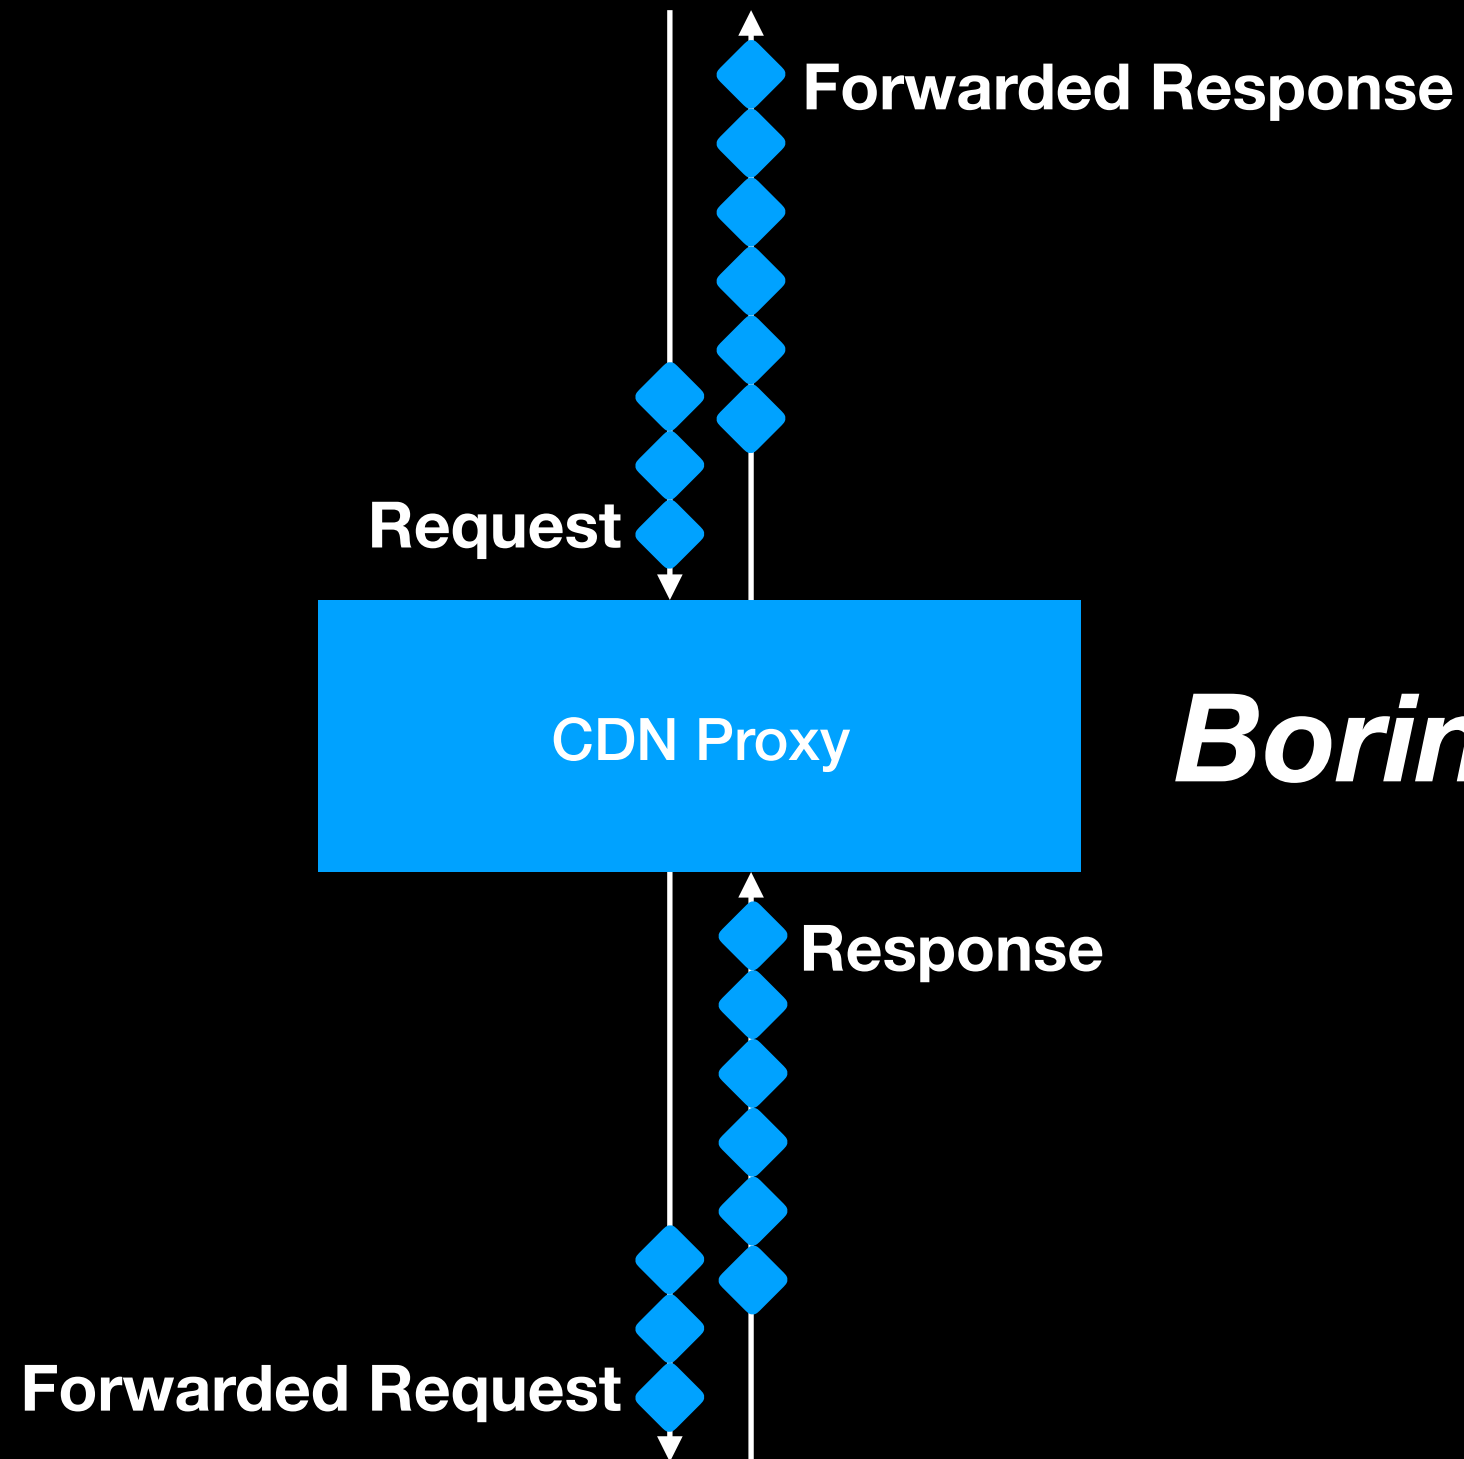 Forwarded Response
Request
CDN Proxy
Response
Forwarded Request